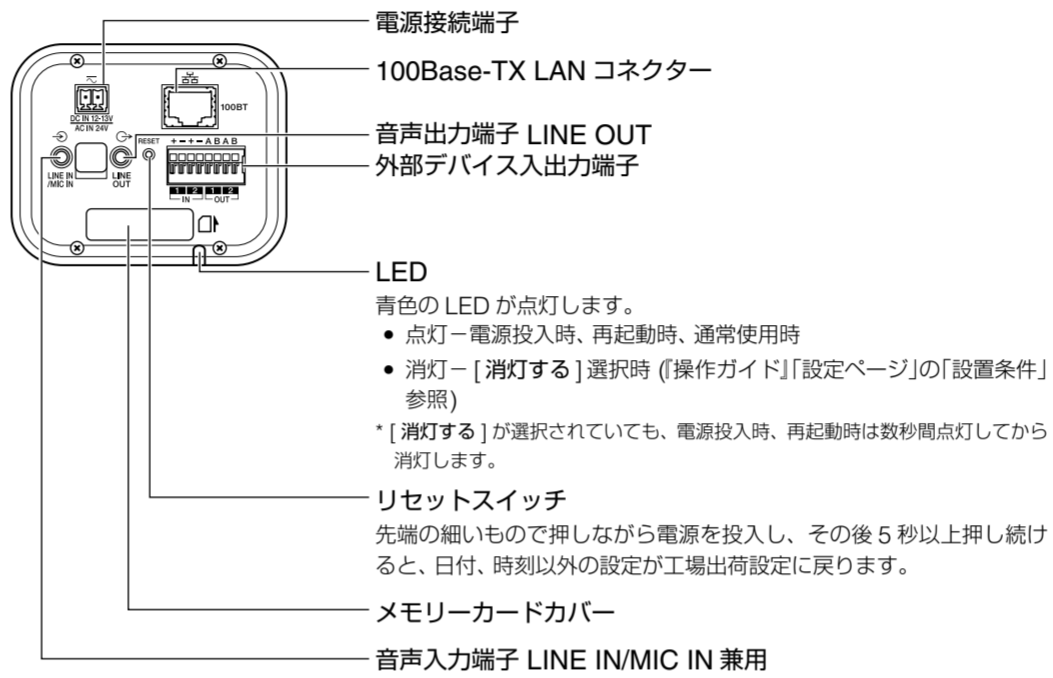 電源接続端子
100Base-TX LAN コネクター
100BT
DC IN 12-13V
AC IN 24V
音声出力端子 LINE OUT
RESET
+ − + − A B A B
外部デバイス入出力端子
LINE IN
/MIC IN
LINE
OUT
1 2 1 2
IN OUT
LED
青色の LED が点灯します。
● 点灯－電源投入時、再起動時、通常使用時
● 消灯－ [ 消灯する ] 選択時 (『操作ガイド』「設定ページ」の「設置条件」
参照)
* [ 消灯する ] が選択されていても、電源投入時、再起動時は数秒間点灯してから
消灯します。
リセットスイッチ
先端の細いもので押しながら電源を投入し、その後 5 秒以上押し続け
ると、日付、時刻以外の設定が工場出荷設定に戻ります。
メモリーカードカバー
音声入力端子 LINE IN/MIC IN 兼用